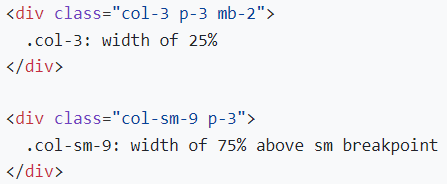 <div class="col-3 p-3 mb-2">
  .col-3: width of 25%
</div>

<div class="col-sm-9 p-3">
  .col-sm-9: width of 75% above sm breakpoint
</div>